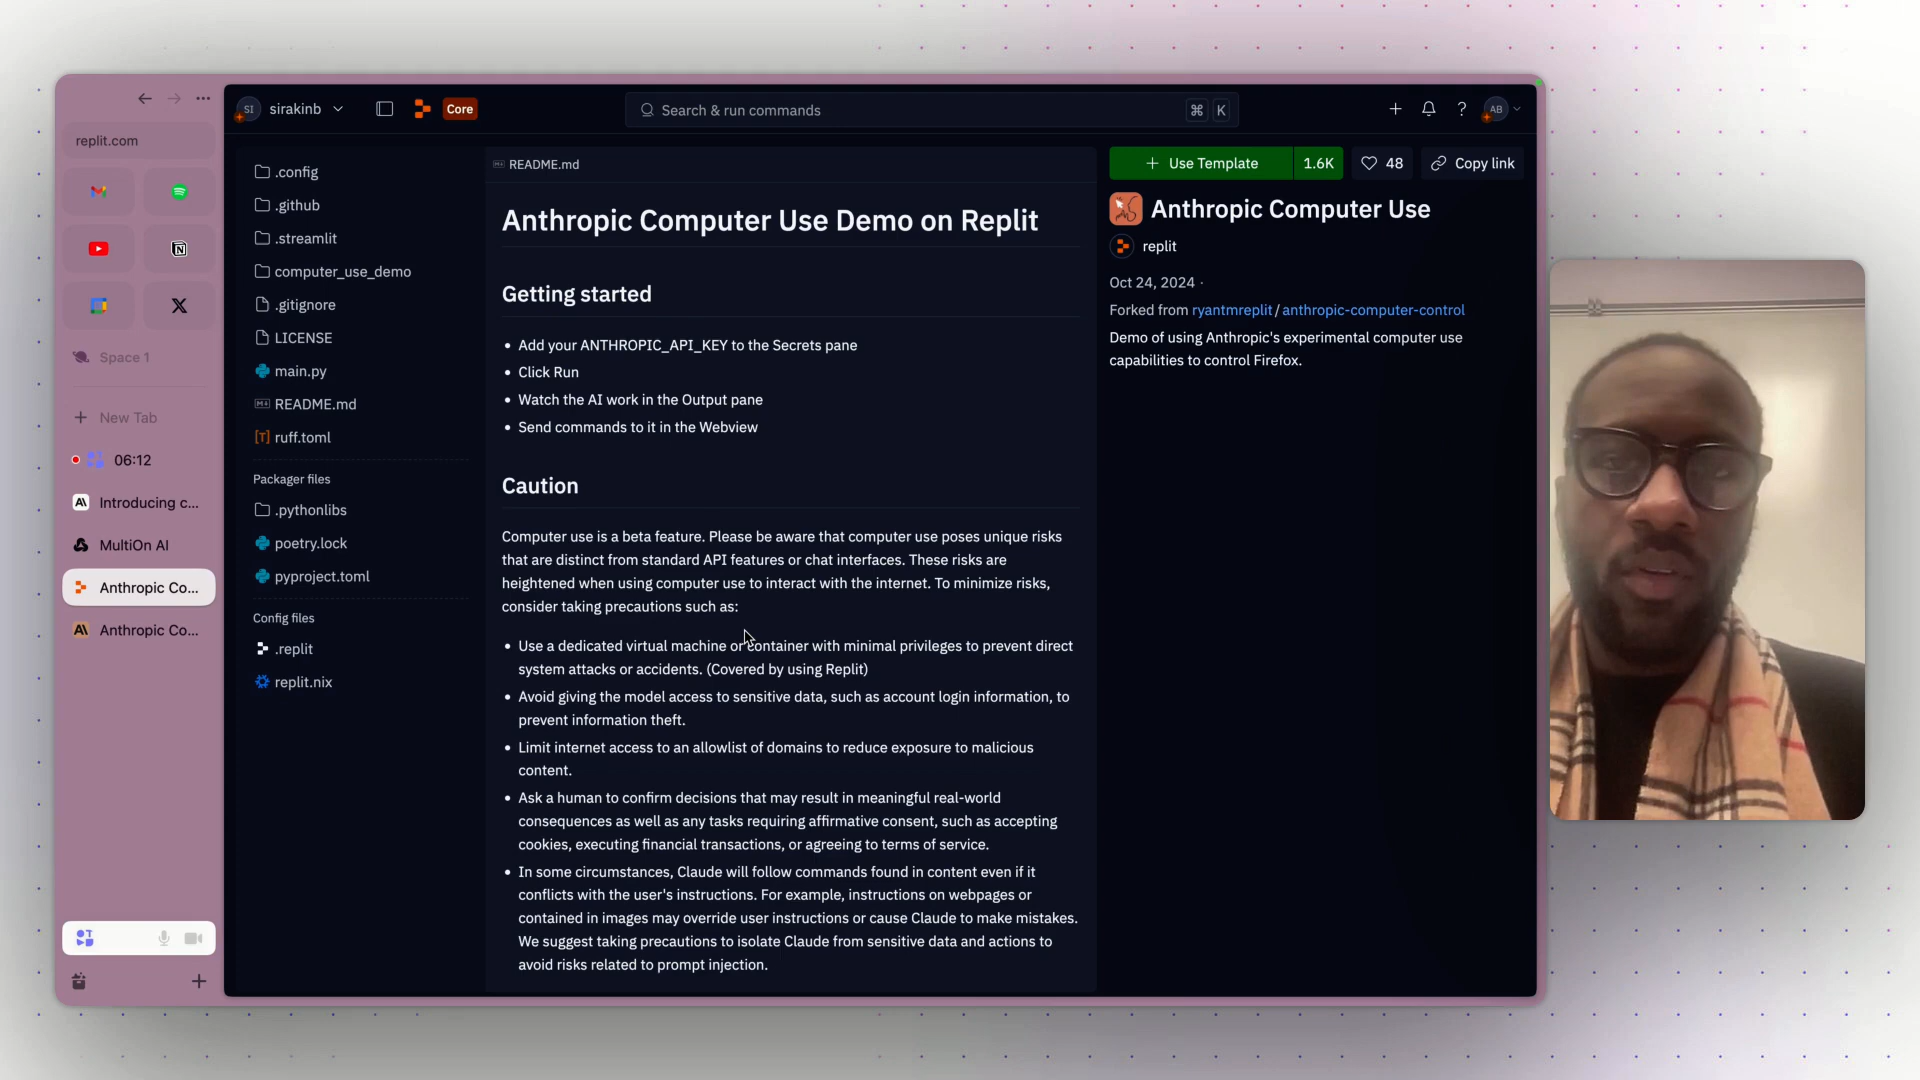 replit.com
Space 1
New Tab
06:12
Introducing c...
MultiOn AI
Anthropic Co...
Anthropic Co...
SI
sirakinb
Core
Search & run commands
⌘ K
?
AB
.config
.github
.streamlit
computer_use_demo
.gitignore
LICENSE
main.py
README.md
ruff.toml
Packager files
.pythonlibs
poetry.lock
pyproject.toml
Config files
.replit
replit.nix
README.md
Anthropic Computer Use Demo on Replit
Getting started
• Add your ANTHROPIC_API_KEY to the Secrets pane
• Click Run
• Watch the AI work in the Output pane
• Send commands to it in the Webview
Caution
Computer use is a beta feature. Please be aware that computer use poses unique risks
that are distinct from standard API features or chat interfaces. These risks are
heightened when using computer use to interact with the internet. To minimize risks,
consider taking precautions such as:
• Use a dedicated virtual machine or container with minimal privileges to prevent direct
system attacks or accidents. (Covered by using Replit)
• Avoid giving the model access to sensitive data, such as account login information, to
prevent information theft.
• Limit internet access to an allowlist of domains to reduce exposure to malicious
content.
• Ask a human to confirm decisions that may result in meaningful real-world
consequences as well as any tasks requiring affirmative consent, such as accepting
cookies, executing financial transactions, or agreeing to terms of service.
• In some circumstances, Claude will follow commands found in content even if it
conflicts with the user's instructions. For example, instructions on webpages or
contained in images may override user instructions or cause Claude to make mistakes.
We suggest taking precautions to isolate Claude from sensitive data and actions to
avoid risks related to prompt injection.
+ Use Template 1.6K
48
Copy link
Anthropic Computer Use
replit
Oct 24, 2024 ·
Forked from ryantmreplit/anthropic-computer-control
Demo of using Anthropic's experimental computer use
capabilities to control Firefox.